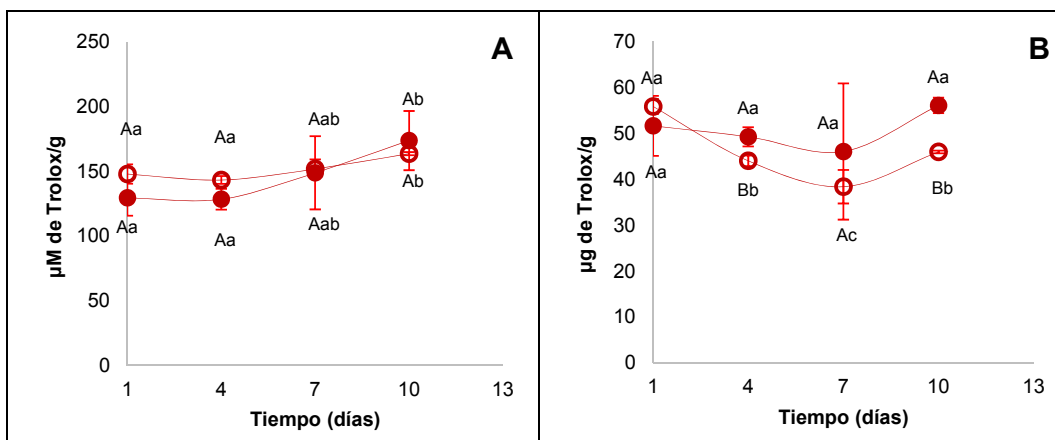 A
µM de Trolox/g
250
200
150
100
50
0
Aa
Aa
Aab
Ab
Aa
Aa
Aab
Ab
1
4
7
10
13
Tiempo (días)
B
µg de Trolox/g
70
60
50
40
30
20
10
0
Aa
Aa
Aa
Aa
Aa
Bb
Ac
Bb
1
4
7
10
13
Tiempo (días)